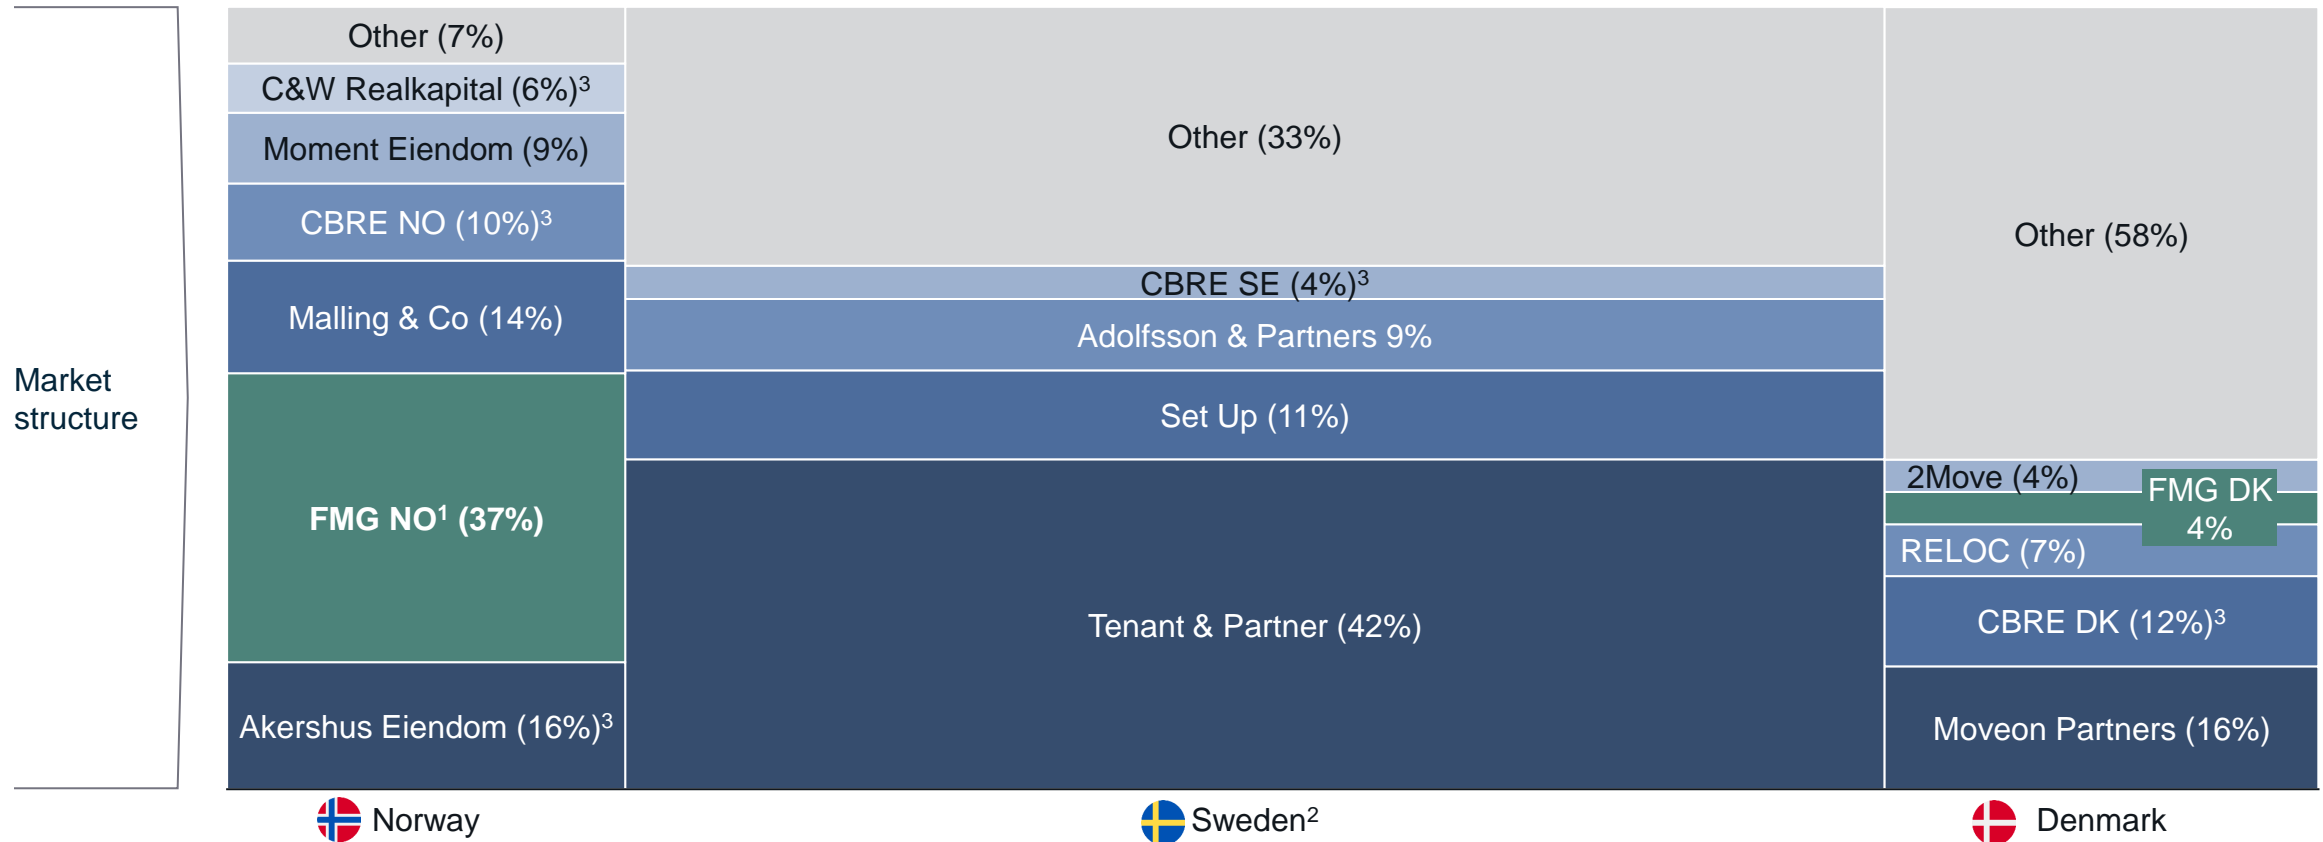 Market
structure
Other (7%)
C&W Realkapital (6%)³
Moment Eiendom (9%)
CBRE NO (10%)³
Malling & Co (14%)
FMG NO¹ (37%)
Akershus Eiendom (16%)³
Other (33%)
CBRE SE (4%)³
Adolfsson & Partners 9%
Set Up (11%)
Tenant & Partner (42%)
Other (58%)
2Move (4%)
FMG DK
4%
RELOC (7%)
CBRE DK (12%)³
Moveon Partners (16%)
Norway
Sweden²
Denmark